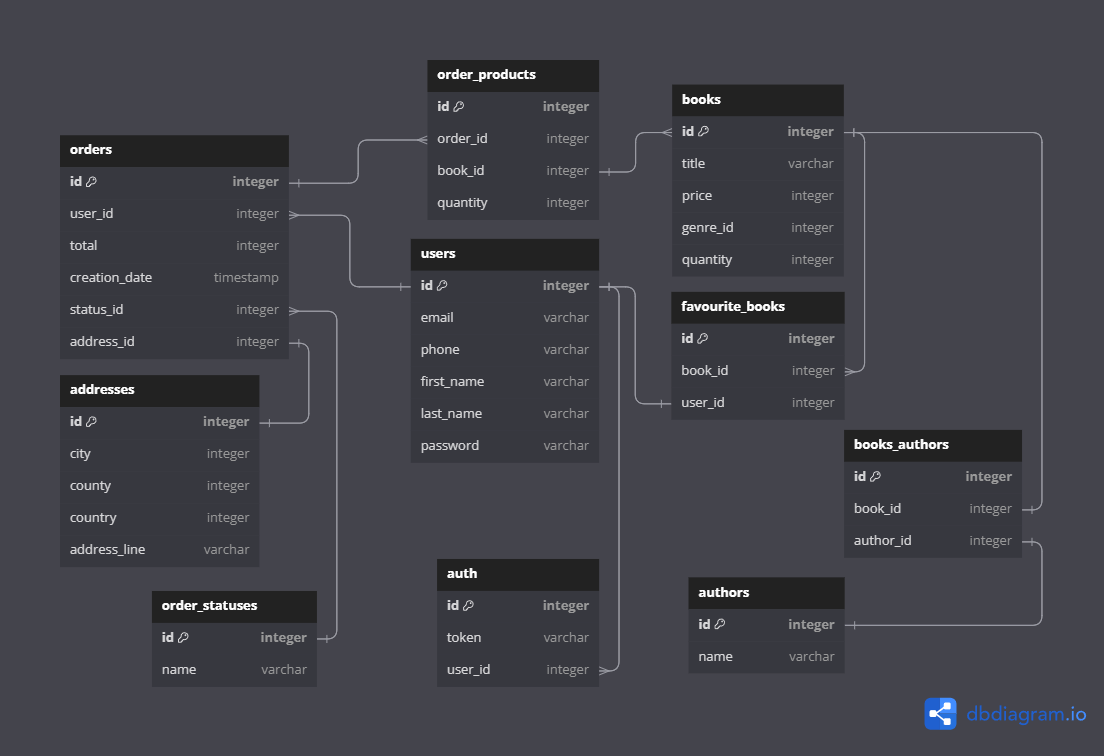 order_products
id integer
order_id integer
book_id integer
quantity integer
books
id integer
title varchar
price integer
genre_id integer
quantity integer
orders
id integer
user_id integer
total integer
creation_date timestamp
status_id integer
address_id integer
users
id integer
email varchar
phone varchar
first_name varchar
last_name varchar
password varchar
favourite_books
id integer
book_id integer
user_id integer
addresses
id integer
city integer
county integer
country integer
address_line varchar
books_authors
id integer
book_id integer
author_id integer
order_statuses
id integer
name varchar
auth
id integer
token varchar
user_id integer
authors
id integer
name varchar
dbdiagram.io